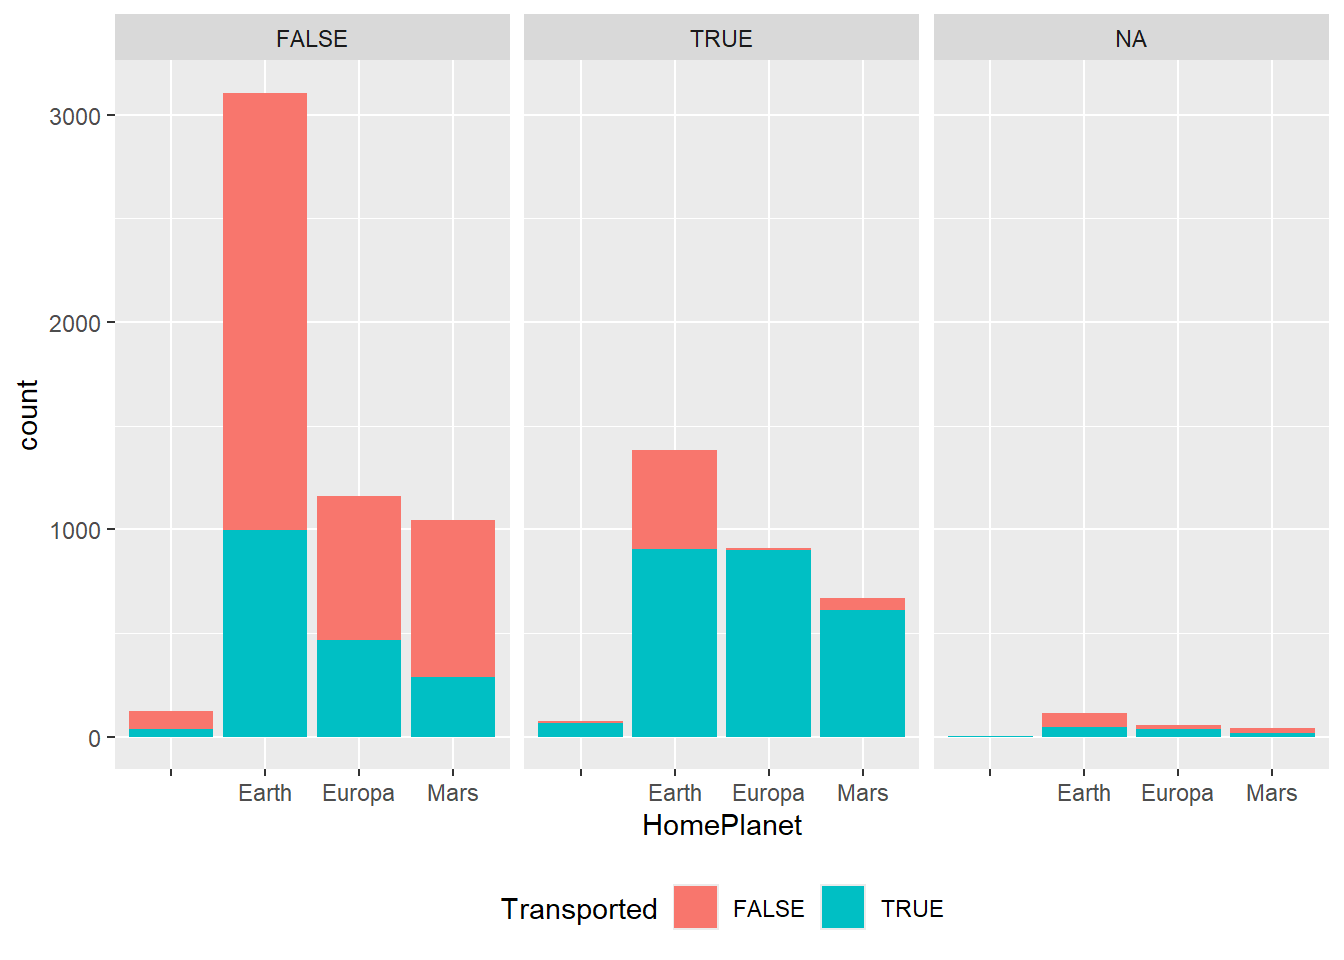 FALSE TRUE NA
3000
2000
1000
0
count
Earth Europa Mars Earth Europa Mars Earth Europa Mars
HomePlanet
Transported FALSE TRUE